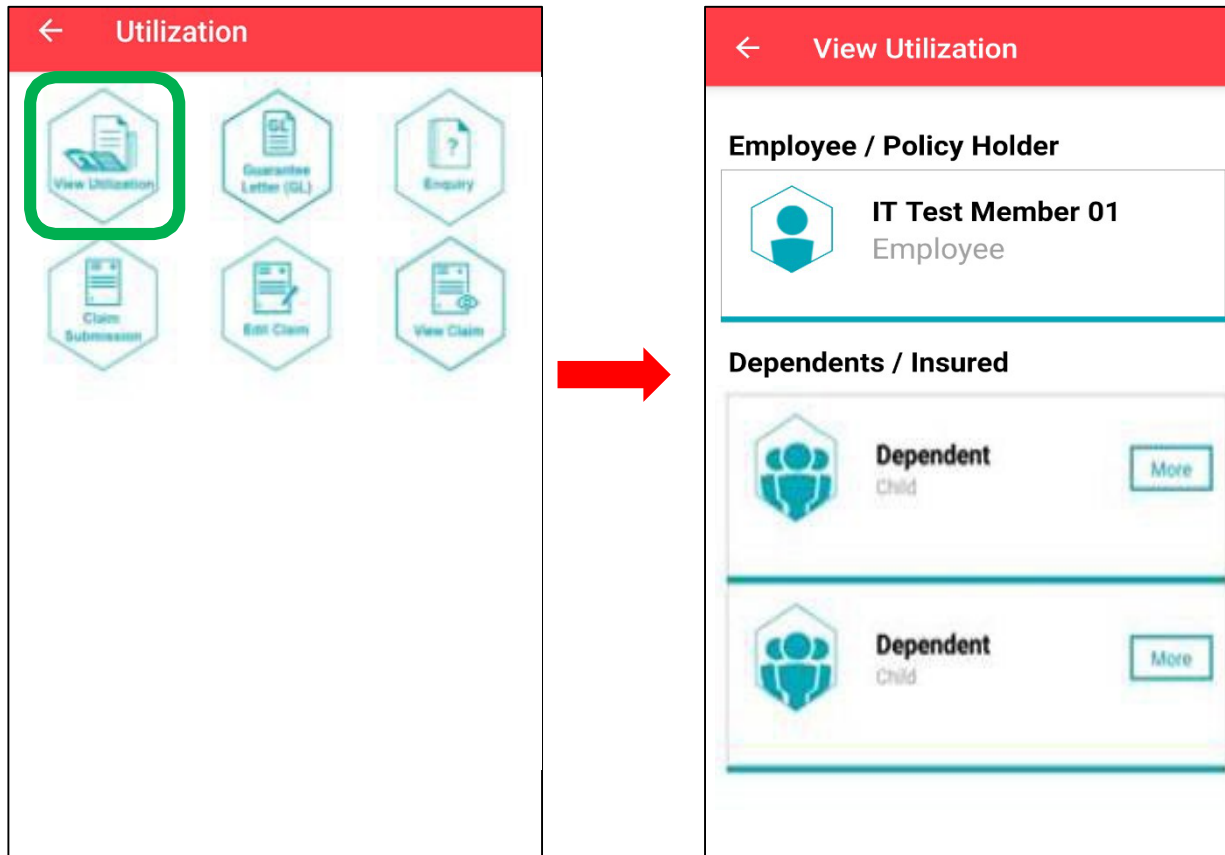 Utilization
View Utilization
GL
Guarantee
Letter (GL)
?
Enquiry
Claim
Submission
Edit Claim
View Claim
View Utilization
Employee / Policy Holder
IT Test Member 01
Employee
Dependents / Insured
Dependent
Child
More
Dependent
Child
More